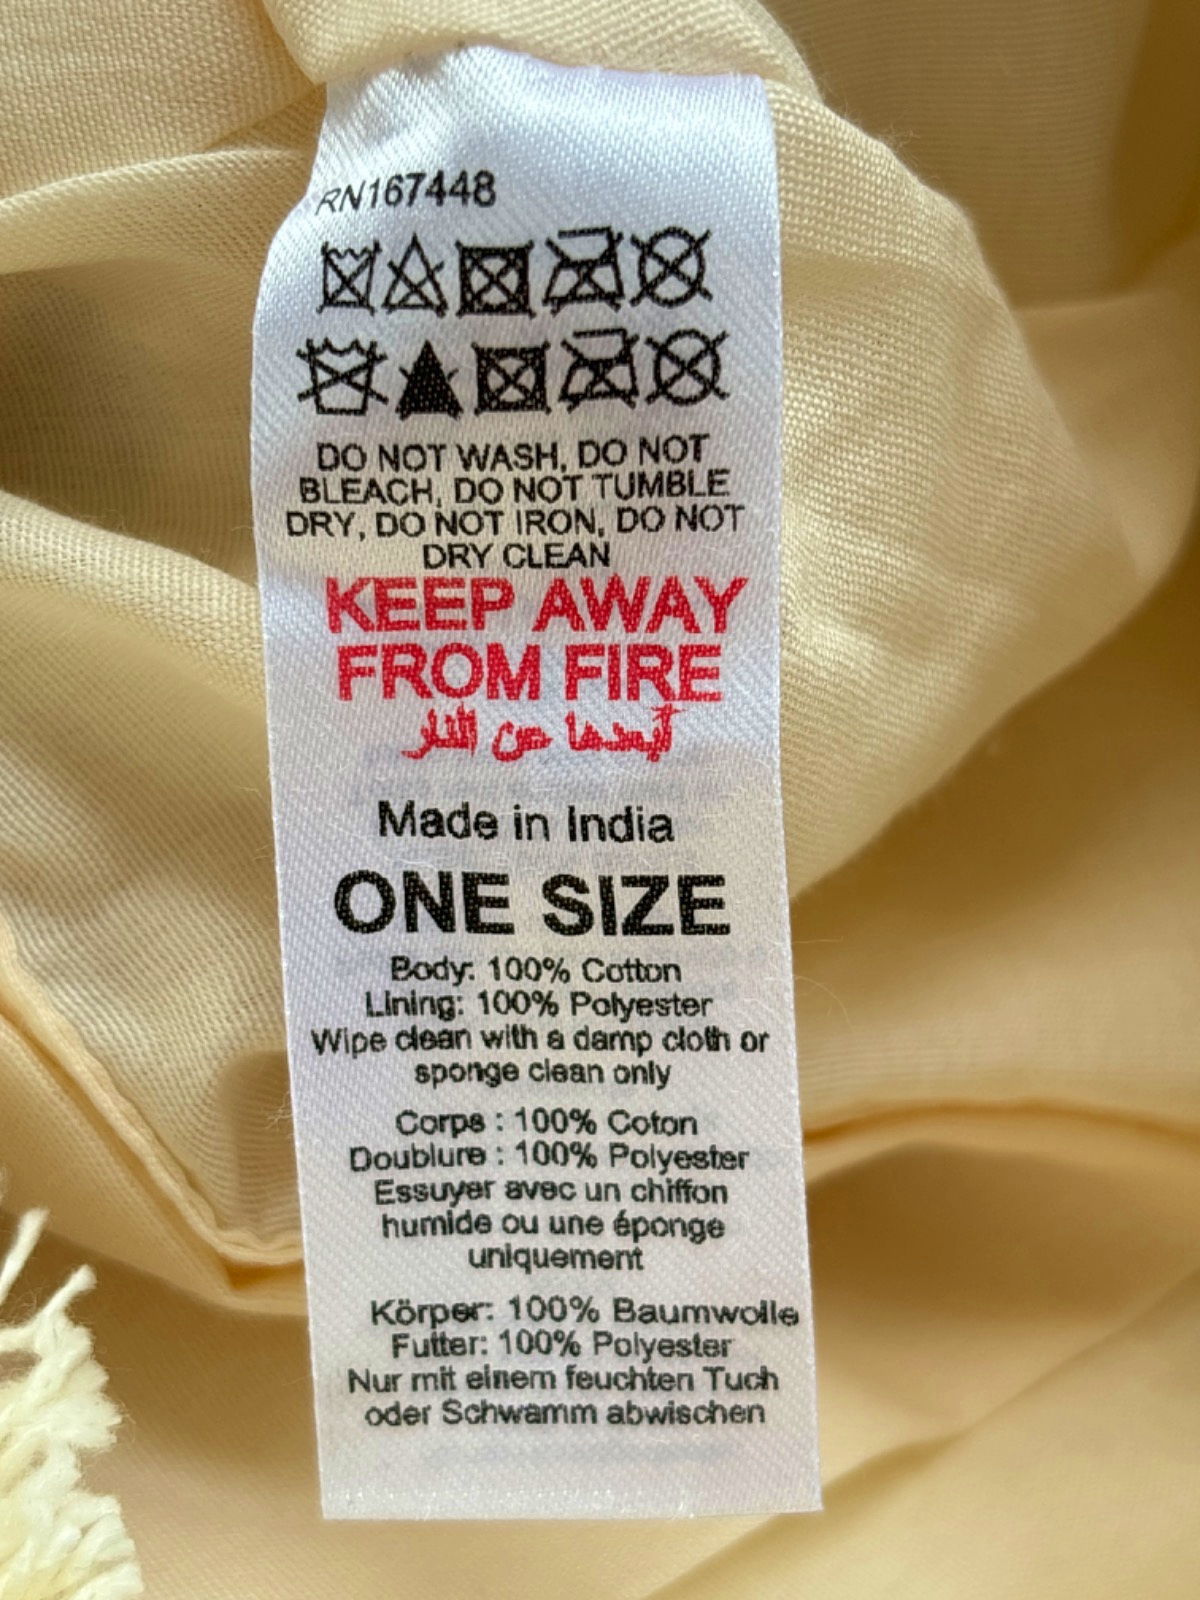 RN167448
DO NOT WASH, DO NOT
BLEACH, DO NOT TUMBLE
DRY, DO NOT IRON, DO NOT
DRY CLEAN
KEEP AWAY
FROM FIRE
أبعدها عن النار
Made in India
ONE SIZE
Body: 100% Cotton
Lining: 100% Polyester
Wipe clean with a damp cloth or
sponge clean only
Corps : 100% Coton
Doublure : 100% Polyester
Essuyer avec un chiffon
humide ou une éponge
uniquement
Körper: 100% Baumwolle
Futter: 100% Polyester
Nur mit einem feuchten Tuch
oder Schwamm abwischen